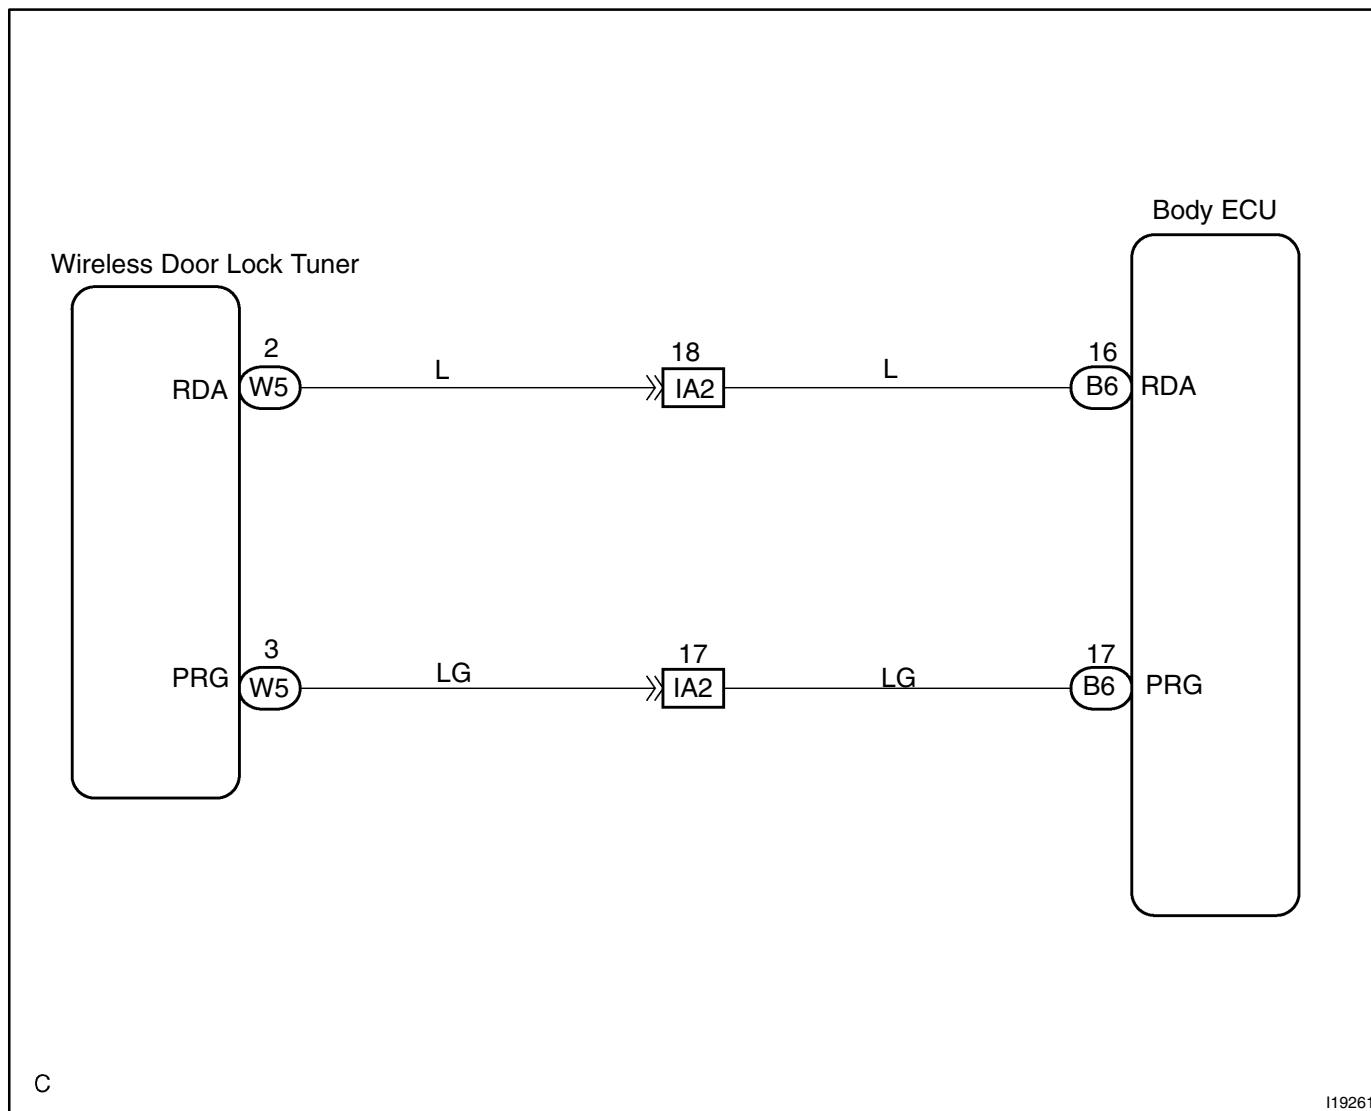 Body ECU
Wireless Door Lock Tuner
2
18
16
L
L
RDA
W5
IA2
B6
RDA
3
17
17
LG
LG
PRG
W5
IA2
B6
PRG
C
I19261